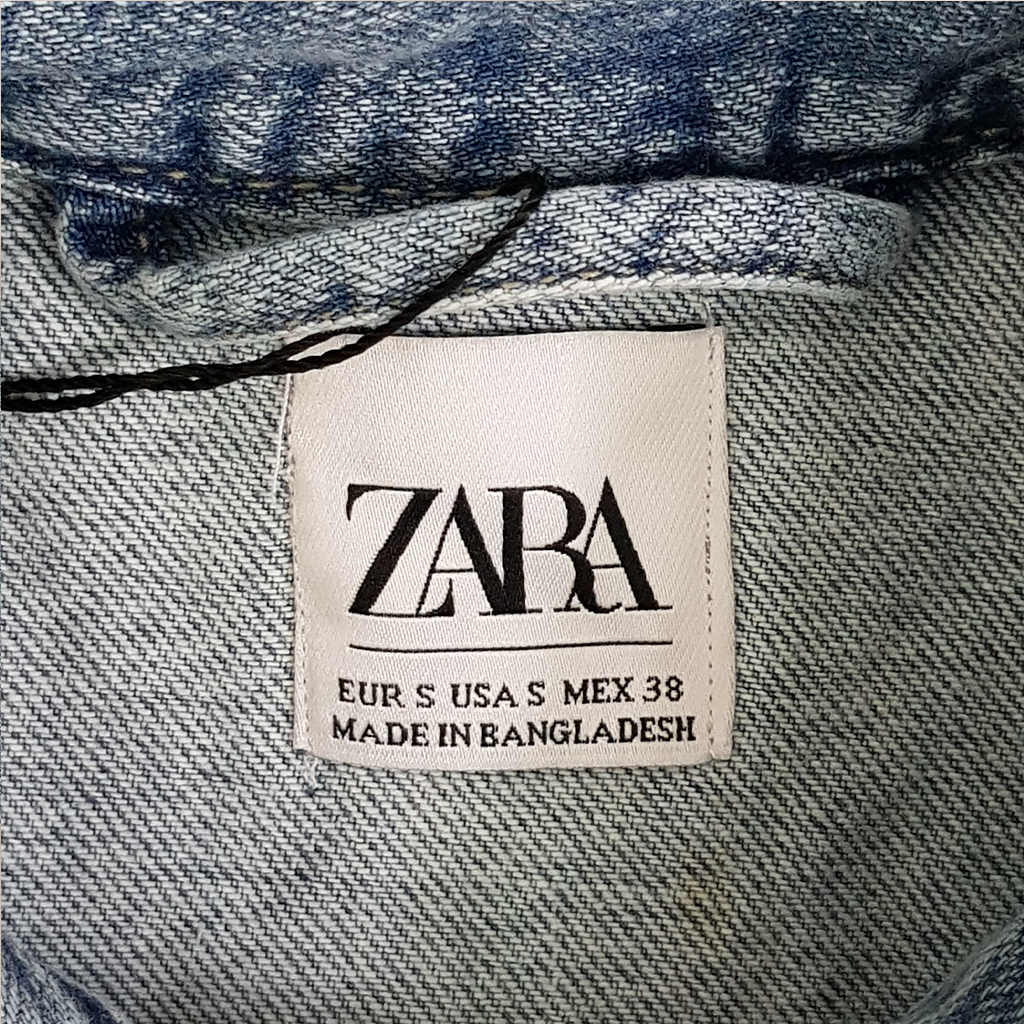 ZARA
EUR S USA S MEX 38
MADE IN BANGLADESH